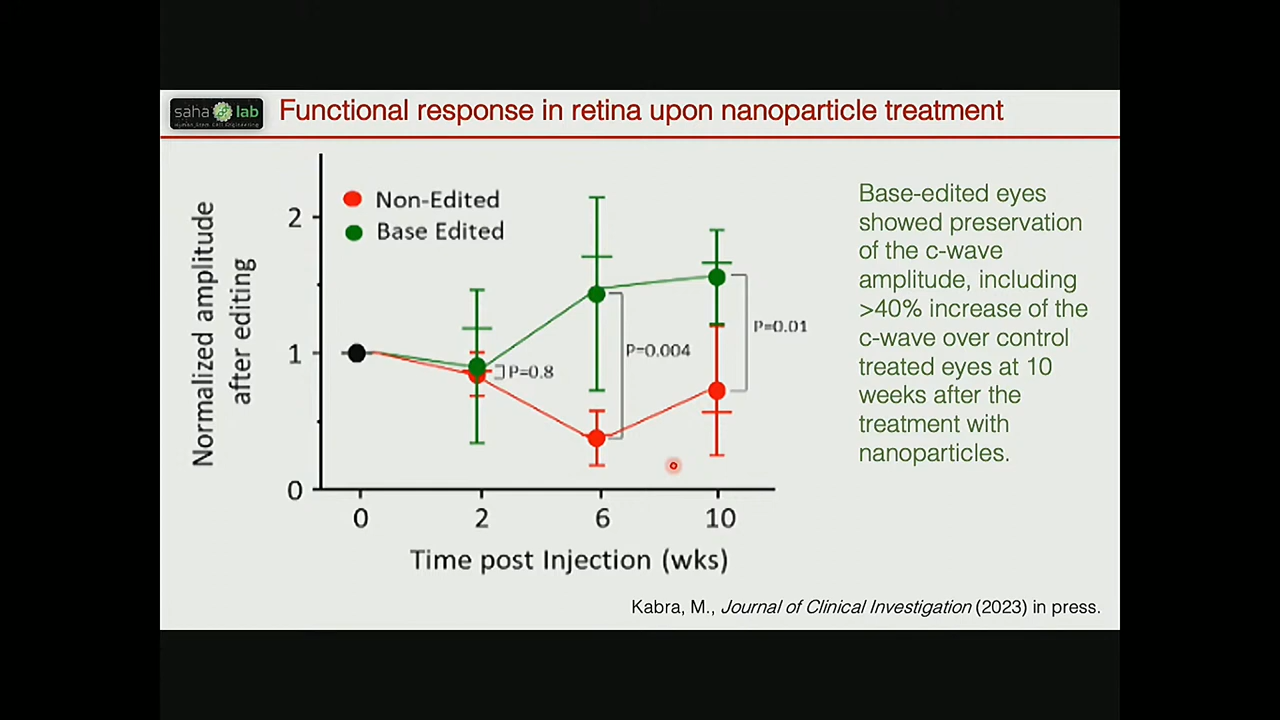 saha lab
Functional response in retina upon nanoparticle treatment
Normalized amplitude
after editing
2
1
0
Non-Edited
Base Edited
P=0.8
P=0.004
P=0.01
0 2 6 10
Time post Injection (wks)
Base-edited eyes
showed preservation
of the c-wave
amplitude, including
>40% increase of the
c-wave over control
treated eyes at 10
weeks after the
treatment with
nanoparticles.
Kabra, M., Journal of Clinical Investigation (2023) in press.